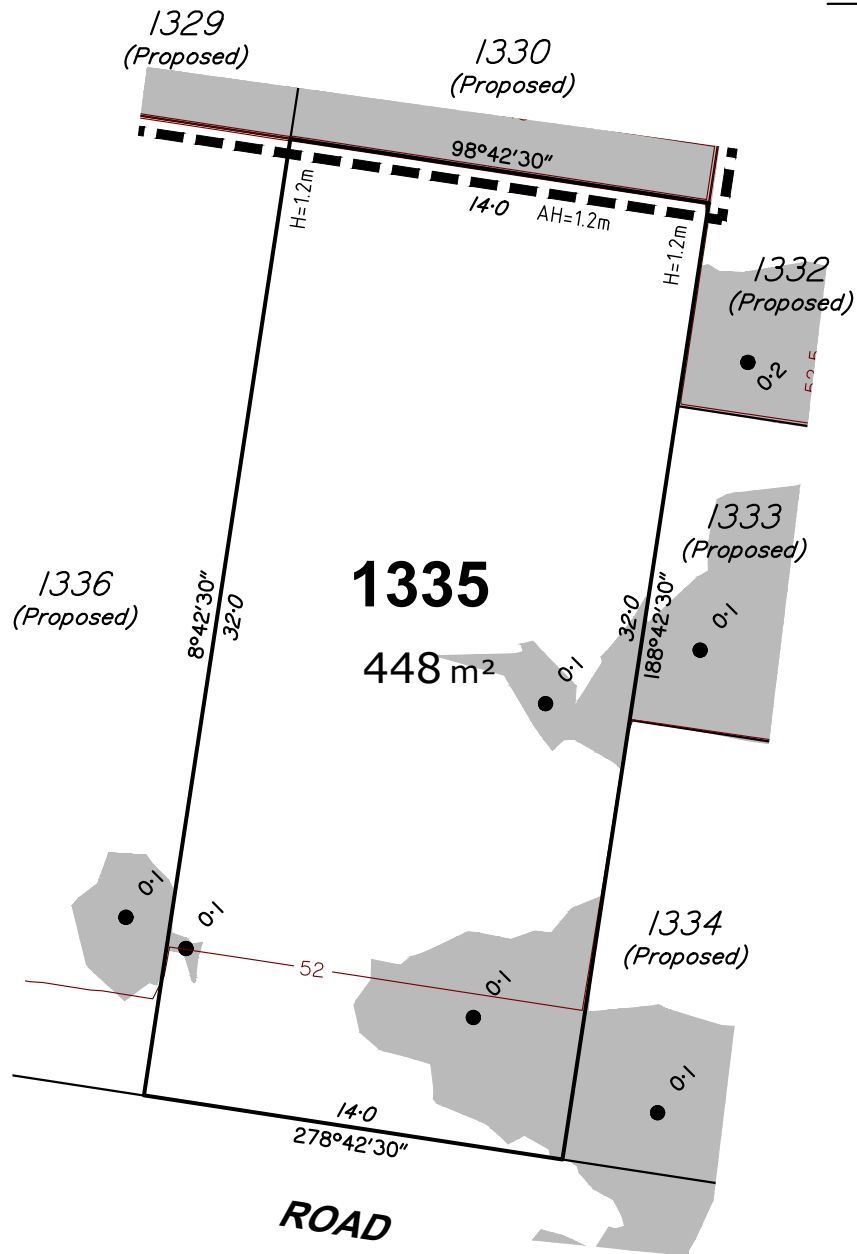 1329
(Proposed)
1330
(Proposed)
98°42'30"
14·0
AH=1.2m
H=1.2m
H=1.2m
1332
(Proposed)
0·2
1333
(Proposed)
0·1
1336
(Proposed)
8°42'30"
32·0
1335
448 m²
0·1
32·0
188°42'30"
0·1
0·1
52
0·1
1334
(Proposed)
0·1
14·0
278°42'30"
ROAD